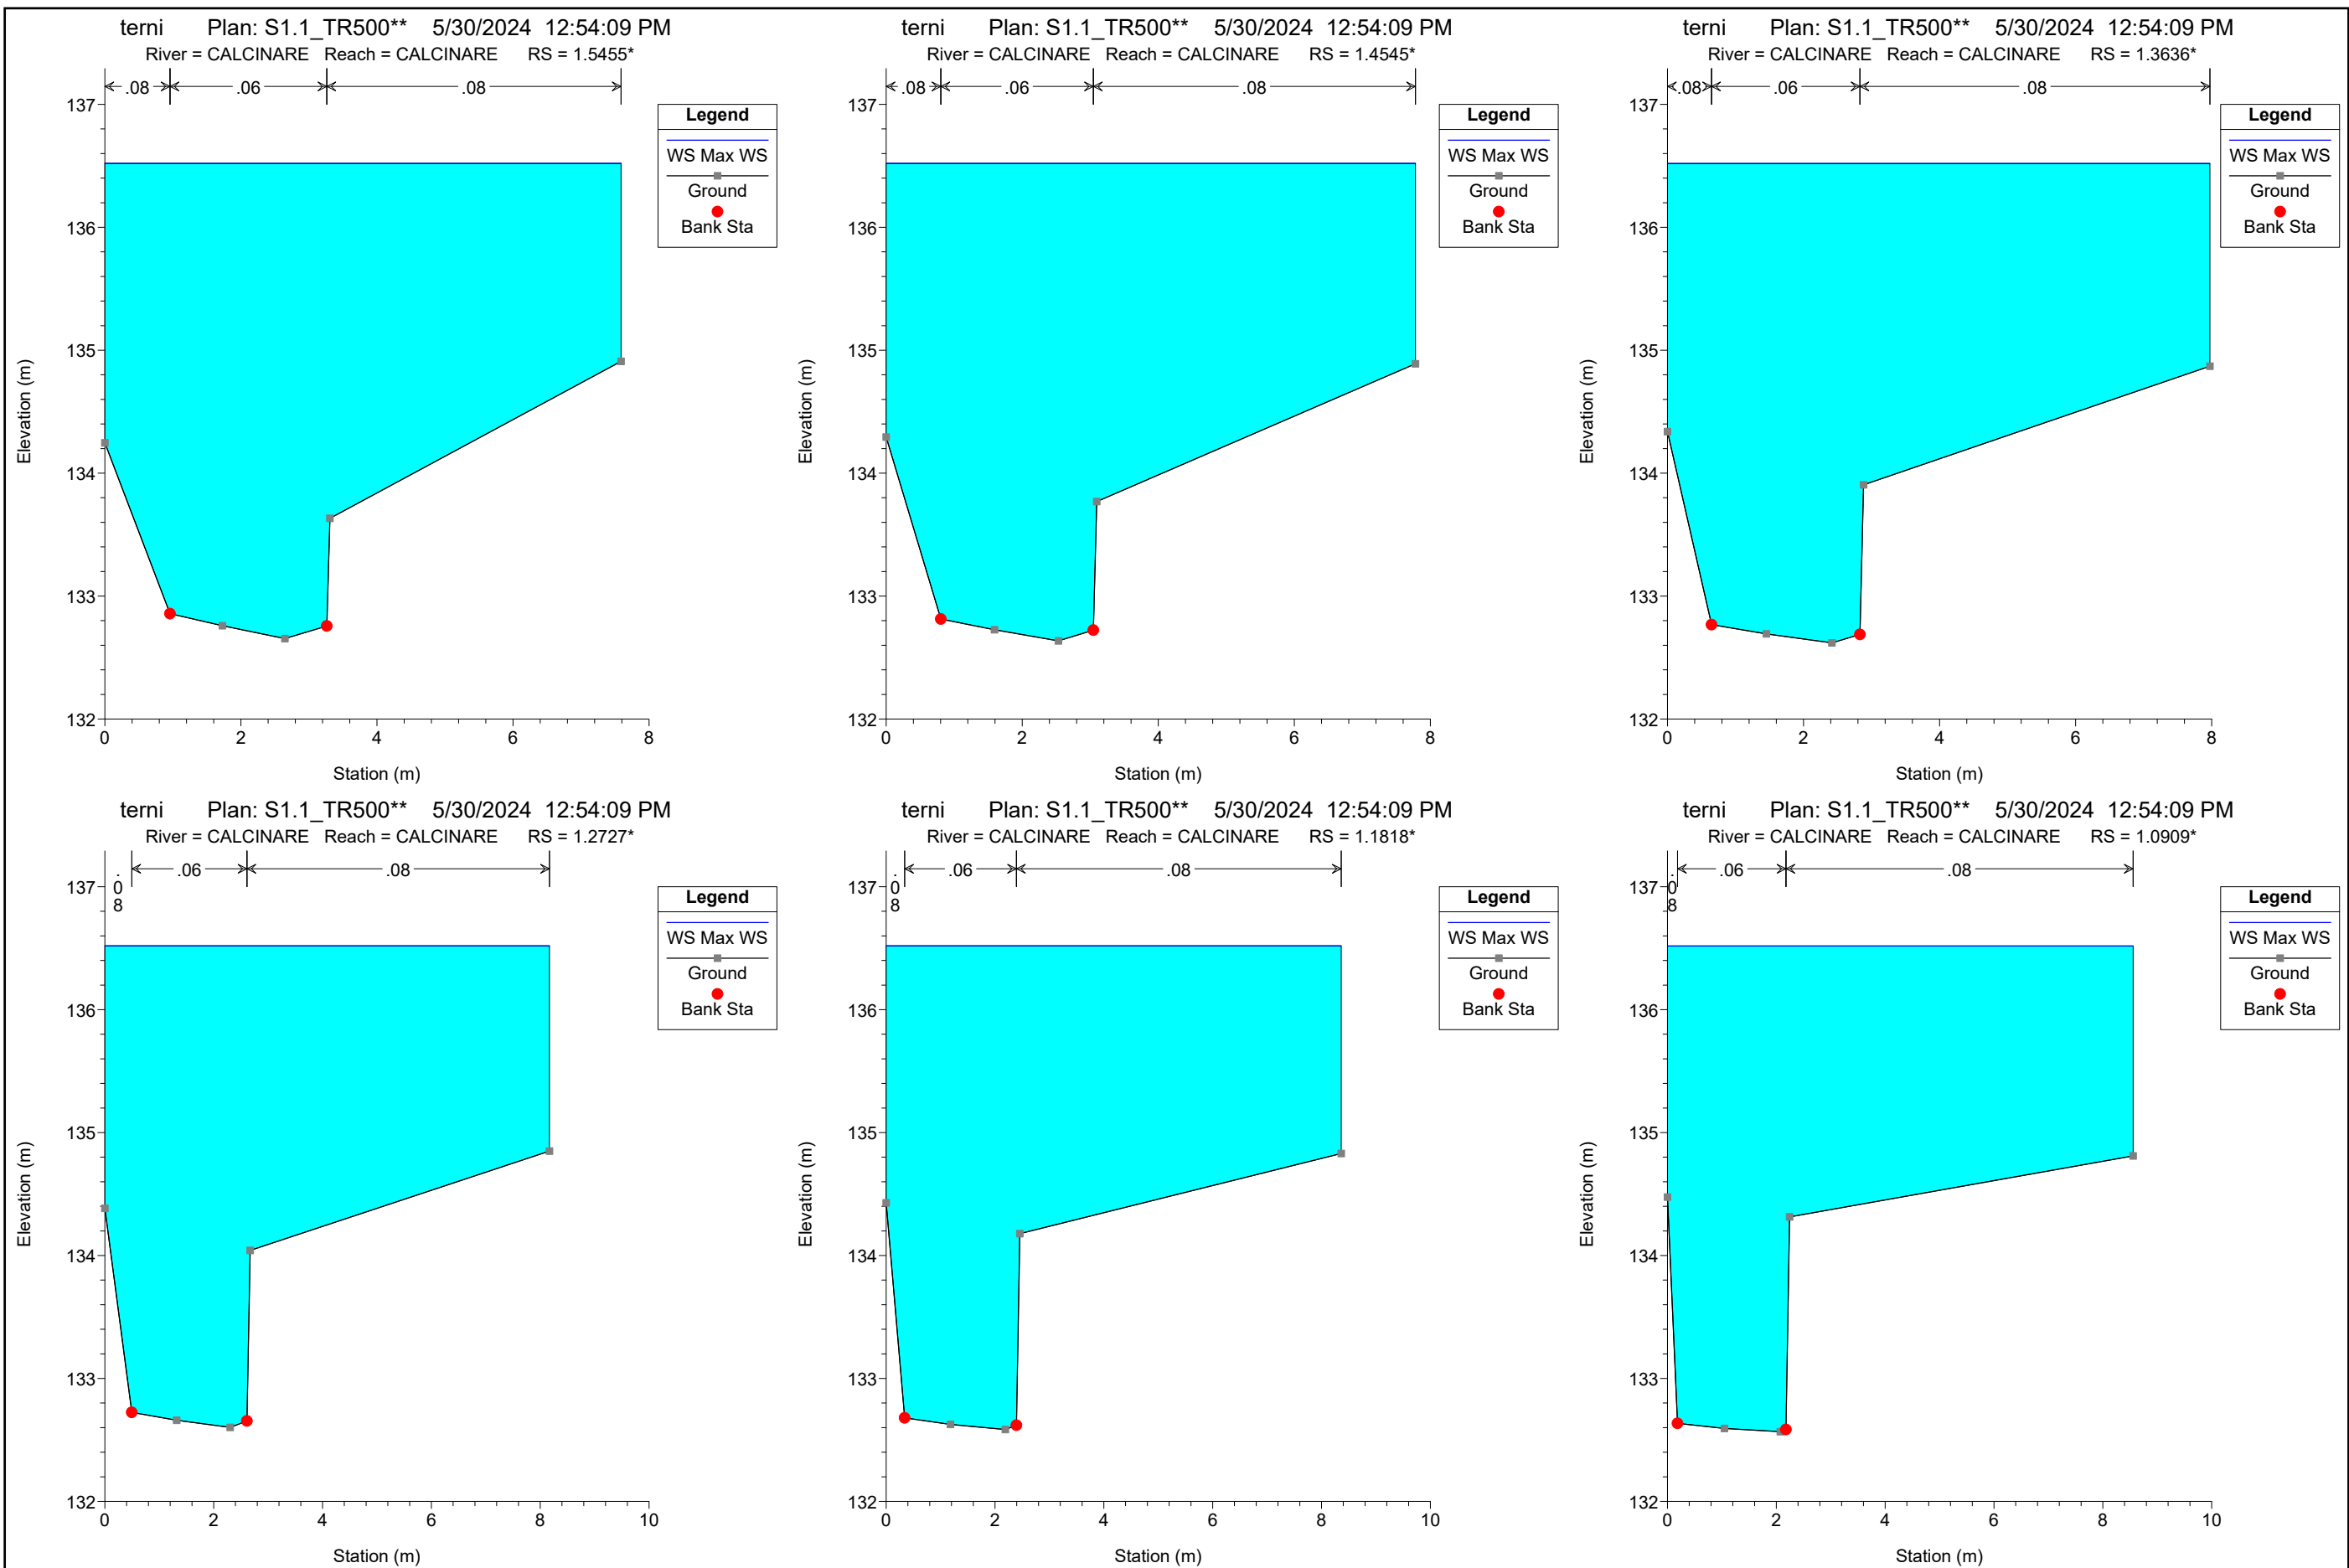 terni Plan: S1.1_TR500** 5/30/2024 12:54:09 PM
River = CALCINARE Reach = CALCINARE RS = 1.5455*
.08 .06 .08
Legend
WS Max WS
Ground
Bank Sta
137
136
135
134
133
132
Elevation (m)
0 2 4 6 8
Station (m)
terni Plan: S1.1_TR500** 5/30/2024 12:54:09 PM
River = CALCINARE Reach = CALCINARE RS = 1.4545*
.08 .06 .08
Legend
WS Max WS
Ground
Bank Sta
137
136
135
134
133
132
Elevation (m)
0 2 4 6 8
Station (m)
terni Plan: S1.1_TR500** 5/30/2024 12:54:09 PM
River = CALCINARE Reach = CALCINARE RS = 1.3636*
.08 .06 .08
Legend
WS Max WS
Ground
Bank Sta
137
136
135
134
133
132
Elevation (m)
0 2 4 6 8
Station (m)
terni Plan: S1.1_TR500** 5/30/2024 12:54:09 PM
River = CALCINARE Reach = CALCINARE RS = 1.2727*
.08 .06 .08
Legend
WS Max WS
Ground
Bank Sta
137
136
135
134
133
132
Elevation (m)
0 2 4 6 8 10
Station (m)
terni Plan: S1.1_TR500** 5/30/2024 12:54:09 PM
River = CALCINARE Reach = CALCINARE RS = 1.1818*
.08 .06 .08
Legend
WS Max WS
Ground
Bank Sta
137
136
135
134
133
132
Elevation (m)
0 2 4 6 8 10
Station (m)
terni Plan: S1.1_TR500** 5/30/2024 12:54:09 PM
River = CALCINARE Reach = CALCINARE RS = 1.0909*
.08 .06 .08
Legend
WS Max WS
Ground
Bank Sta
137
136
135
134
133
132
Elevation (m)
0 2 4 6 8 10
Station (m)